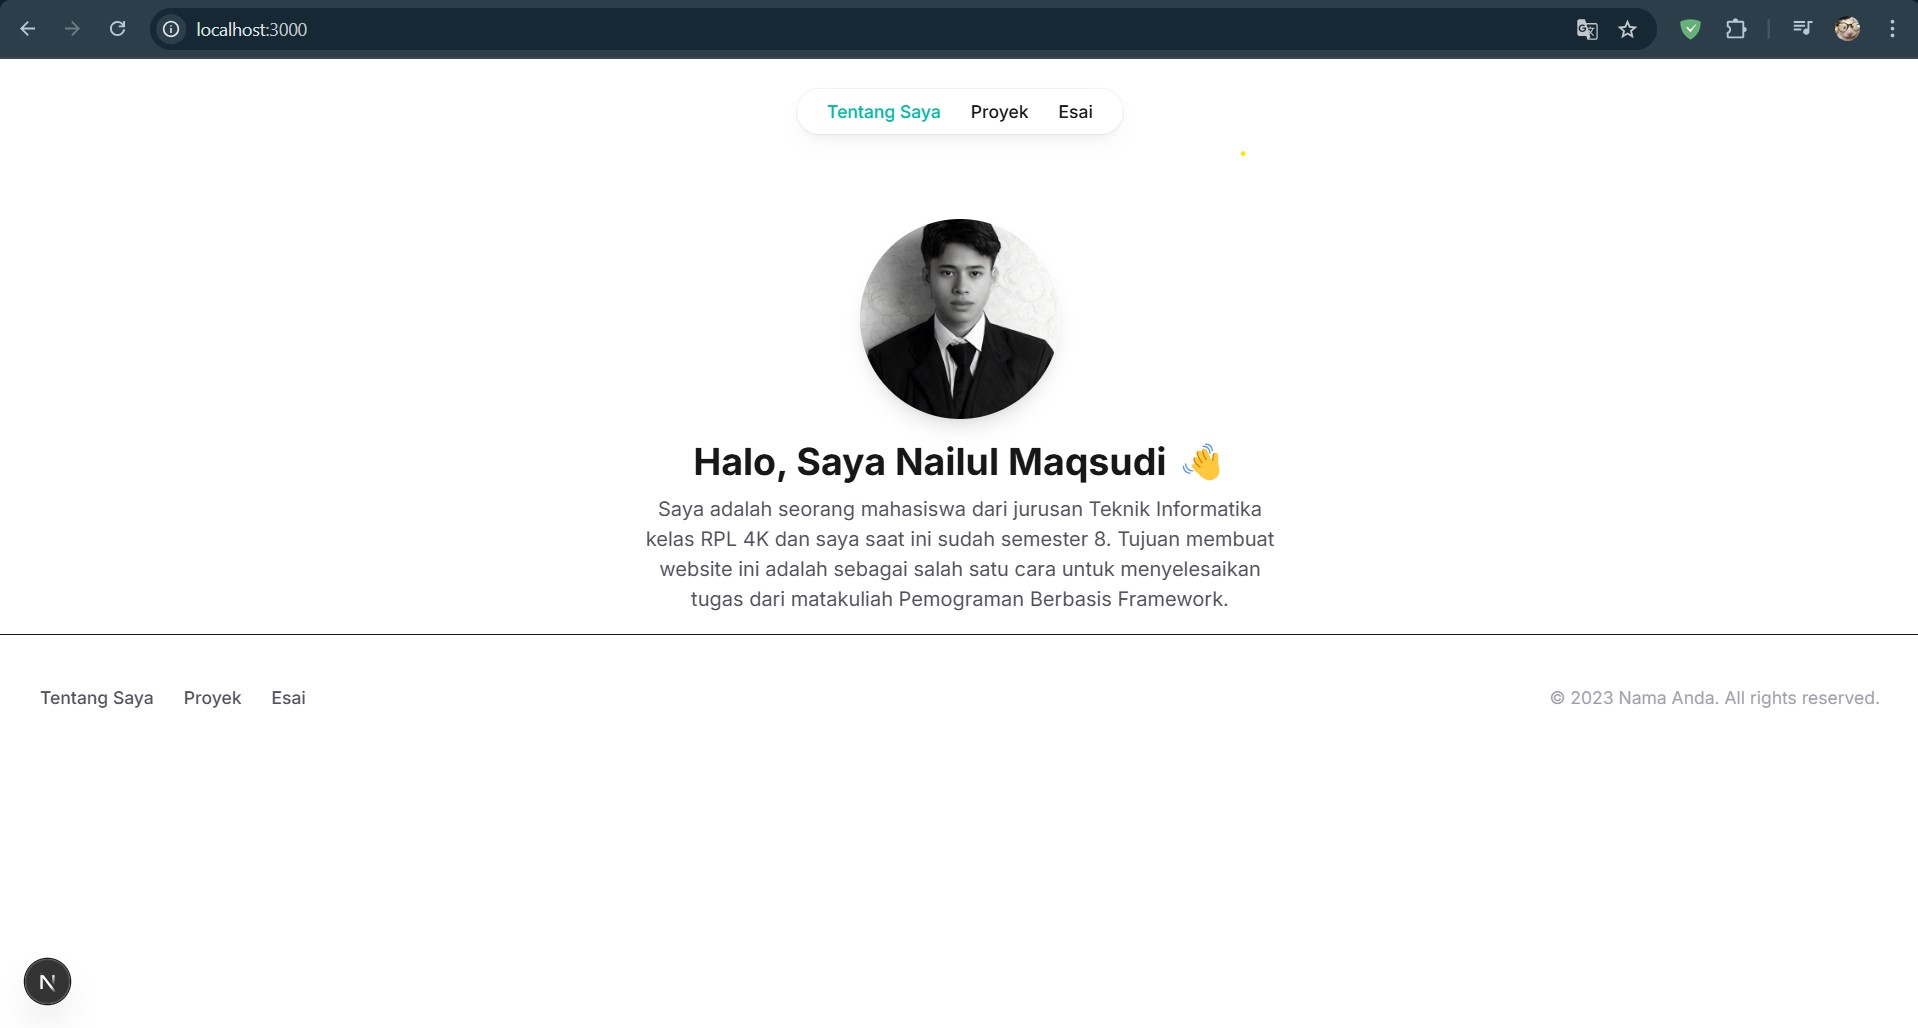 localhost:3000
Tentang Saya Proyek Esai
Halo, Saya Nailul Maqsudi 👋
Saya adalah seorang mahasiswa dari jurusan Teknik Informatika
kelas RPL 4K dan saya saat ini sudah semester 8. Tujuan membuat
website ini adalah sebagai salah satu cara untuk menyelesaikan
tugas dari matakuliah Pemograman Berbasis Framework.
Tentang Saya Proyek Esai © 2023 Nama Anda. All rights reserved.
N